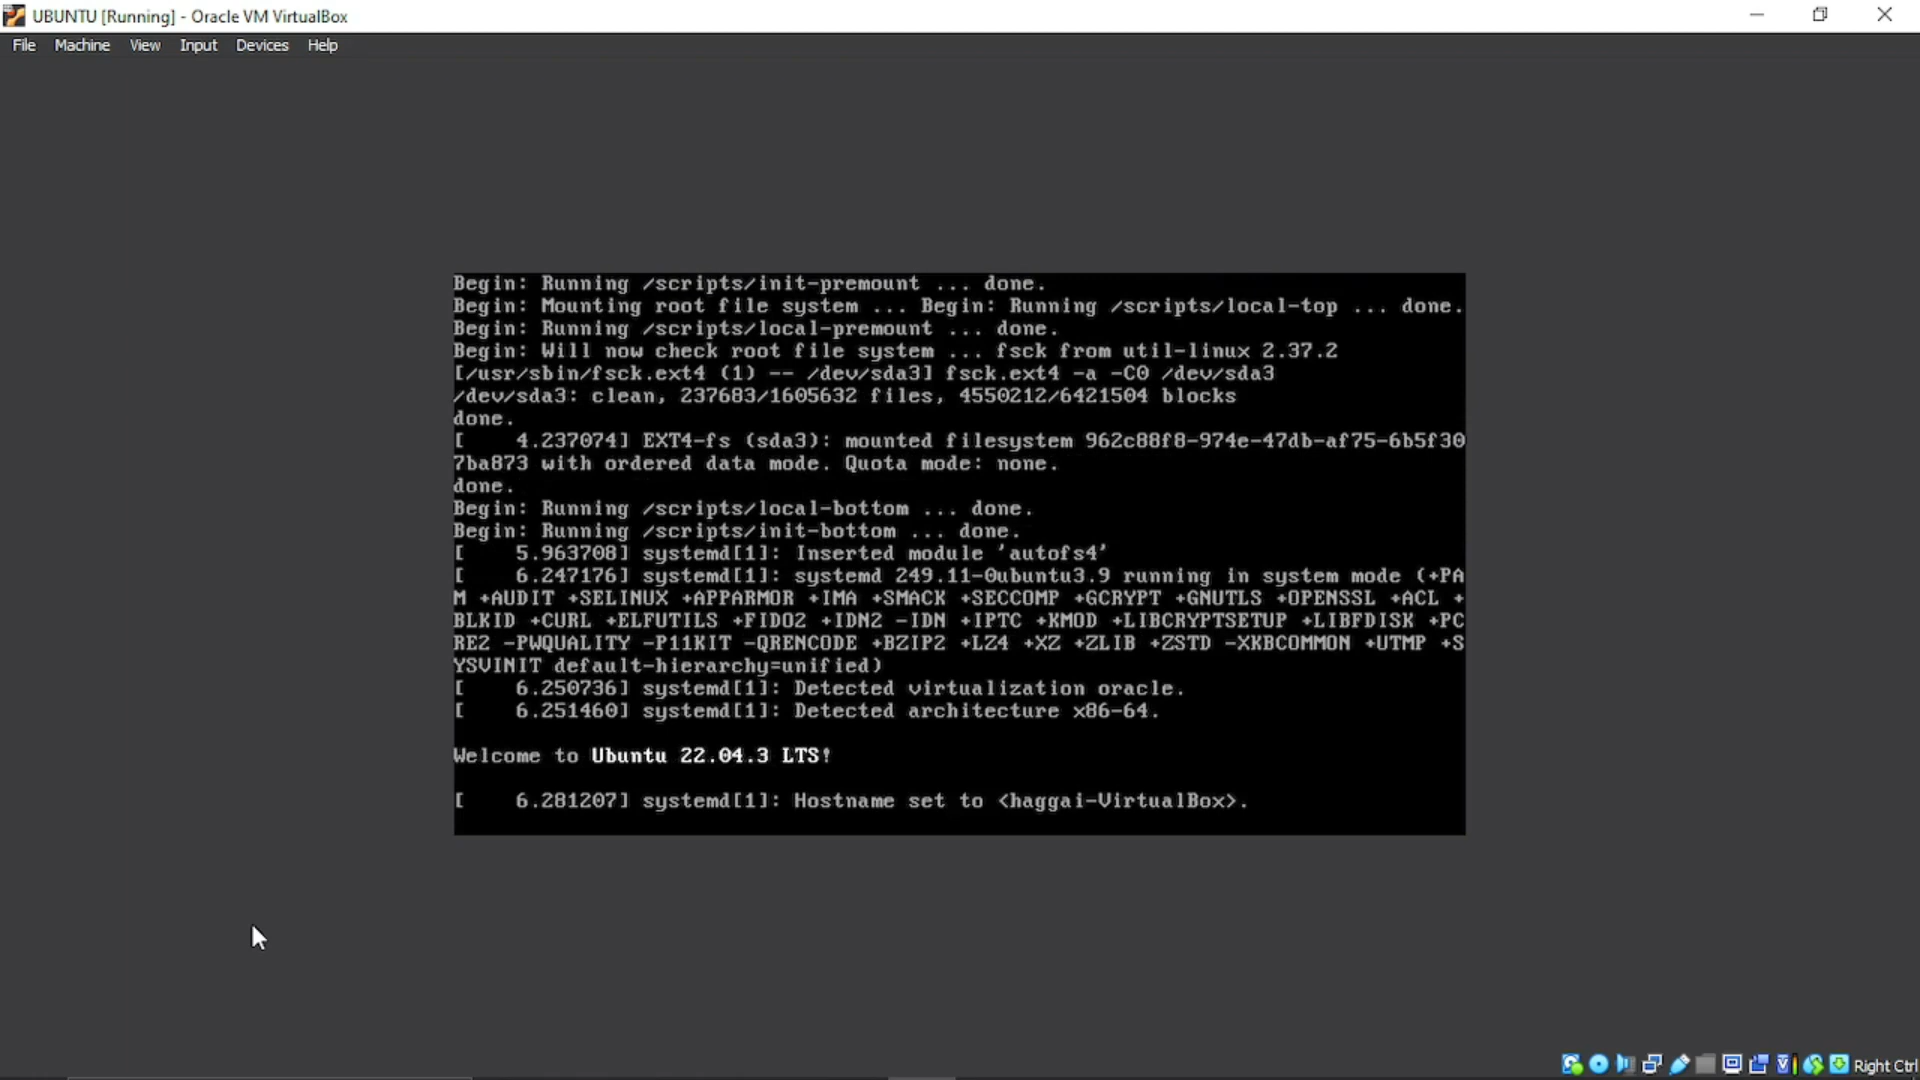 UBUNTU [Running] - Oracle VM VirtualBox
File Machine View Input Devices Help
Begin: Running /scripts/init-premount ... done.
Begin: Mounting root file system ... Begin: Running /scripts/local-top ... done.
Begin: Running /scripts/local-premount ... done.
Begin: Will now check root file system ... fsck from util-linux 2.37.2
[/usr/sbin/fsck.ext4 (1) -- /dev/sda3] fsck.ext4 -a -C0 /dev/sda3
/dev/sda3: clean, 237683/1605632 files, 4550212/6421504 blocks
done.
[    4.237074] EXT4-fs (sda3): mounted filesystem 962c88f8-974e-47db-af75-6b5f30
7ba873 with ordered data mode. Quota mode: none.
done.
Begin: Running /scripts/local-bottom ... done.
Begin: Running /scripts/init-bottom ... done.
[    5.963708] systemd[1]: Inserted module 'autofs4'
[    6.247176] systemd[1]: systemd 249.11-0ubuntu3.9 running in system mode (+PA
M +AUDIT +SELINUX +APPARMOR +IMA +SMACK +SECCOMP +GCRYPT +GNUTLS +OPENSSL +ACL +
BLKID +CURL +ELFUTILS +FIDO2 +IDN2 -IDN +IPTC +KMOD +LIBCRYPTSETUP +LIBFDISK +PC
RE2 -PWQUALITY -P11KIT -QRENCODE +BZIP2 +LZ4 +XZ +ZLIB +ZSTD -XKBCOMMON +UTMP +S
YSVINIT default-hierarchy=unified)
[    6.250736] systemd[1]: Detected virtualization oracle.
[    6.251460] systemd[1]: Detected architecture x86-64.
Welcome to Ubuntu 22.04.3 LTS!
[    6.281207] systemd[1]: Hostname set to <haggai-VirtualBox>.
Right Ctrl